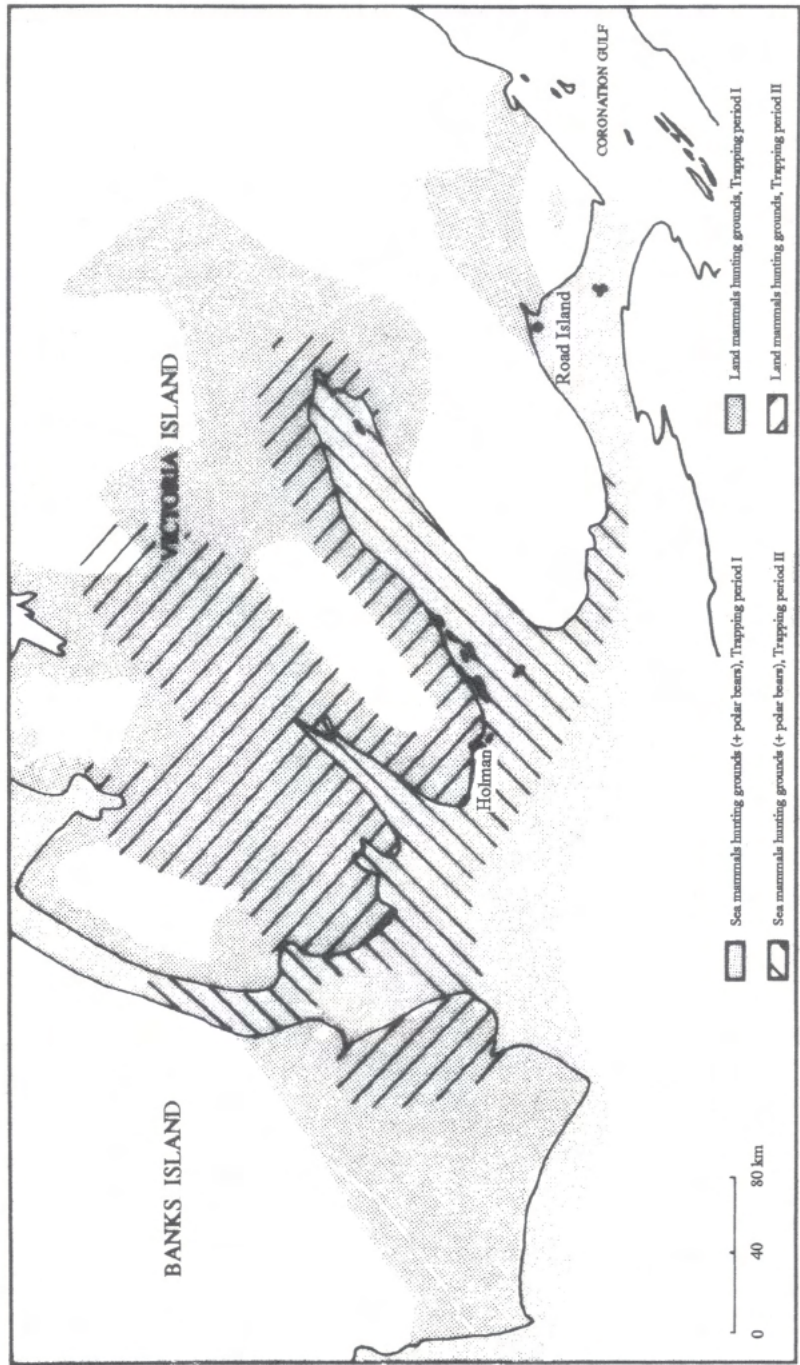 BANKS ISLAND
VICTORIA ISLAND
Holman
Road Island
CORONATION GULF
0 40 80 km
Sea mammals hunting grounds (+ polar bears), Trapping period I
Sea mammals hunting grounds (+ polar bears), Trapping period II
Land mammals hunting grounds, Trapping period I
Land mammals hunting grounds, Trapping period II